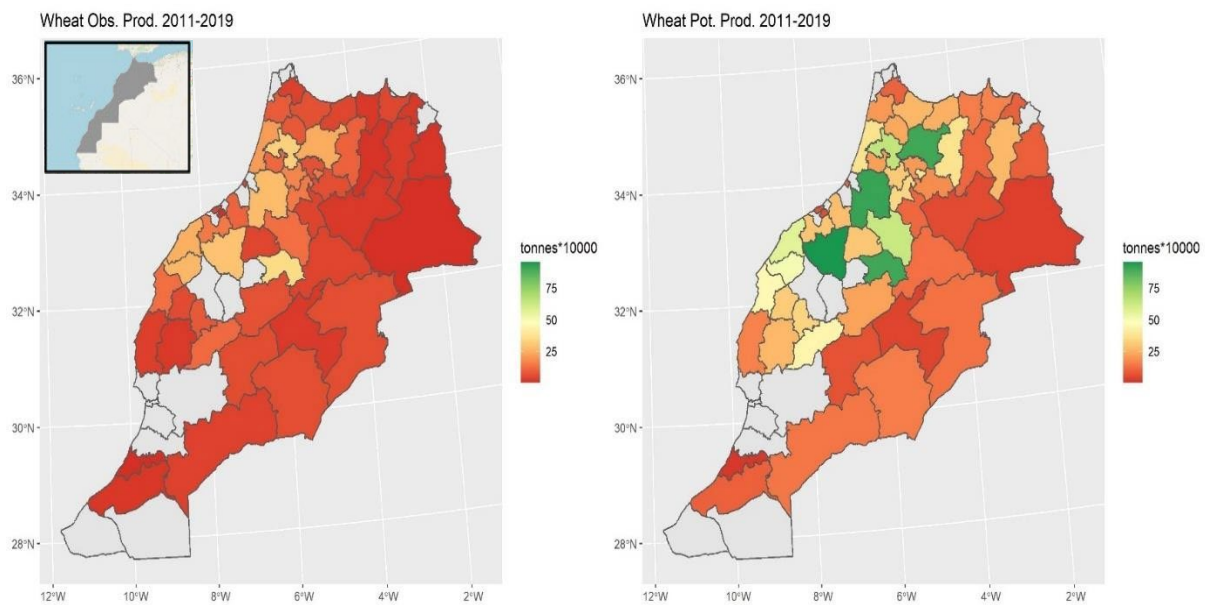 Wheat Obs. Prod. 2011-2019
36°N
34°N
32°N
30°N
28°N
12°W
10°W
8°W
6°W
4°W
2°W
tonnes*10000
75
50
25
Wheat Pot. Prod. 2011-2019
36°N
34°N
32°N
30°N
28°N
12°W
10°W
8°W
6°W
4°W
2°W
tonnes*10000
75
50
25